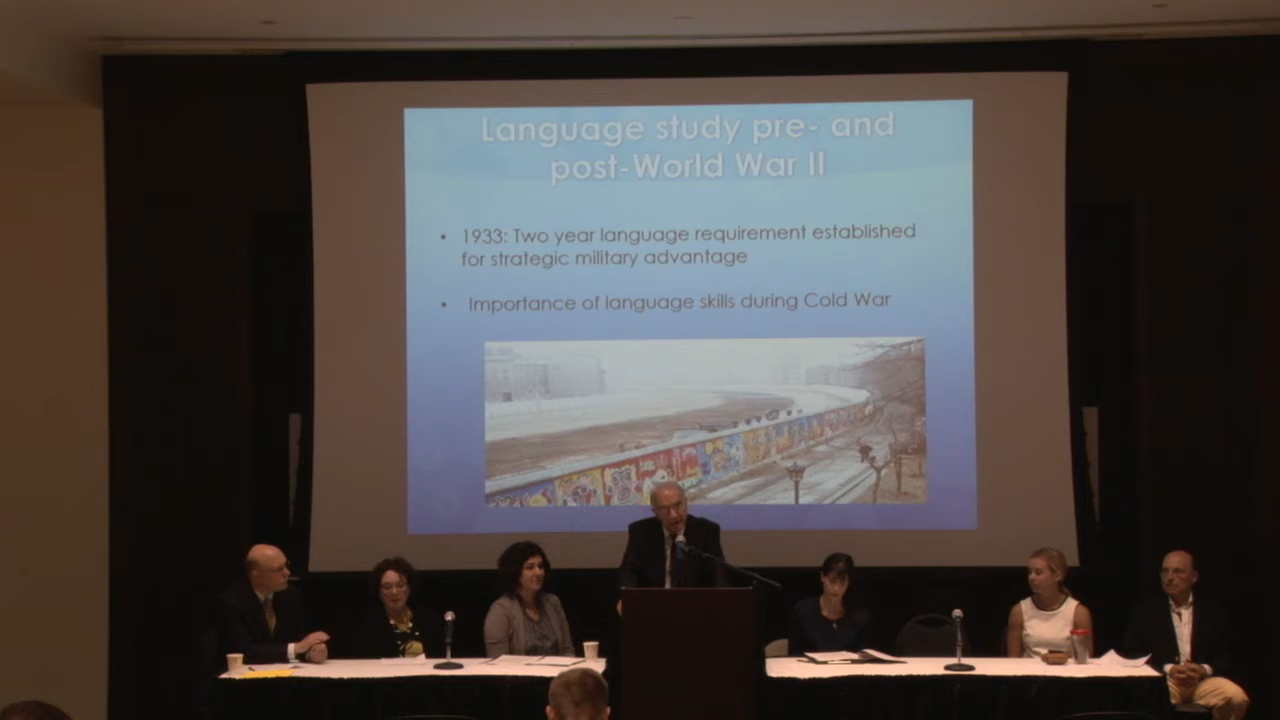 Language study pre- and
post-World War II
• 1933: Two year language requirement established
for strategic military advantage
• Importance of language skills during Cold War